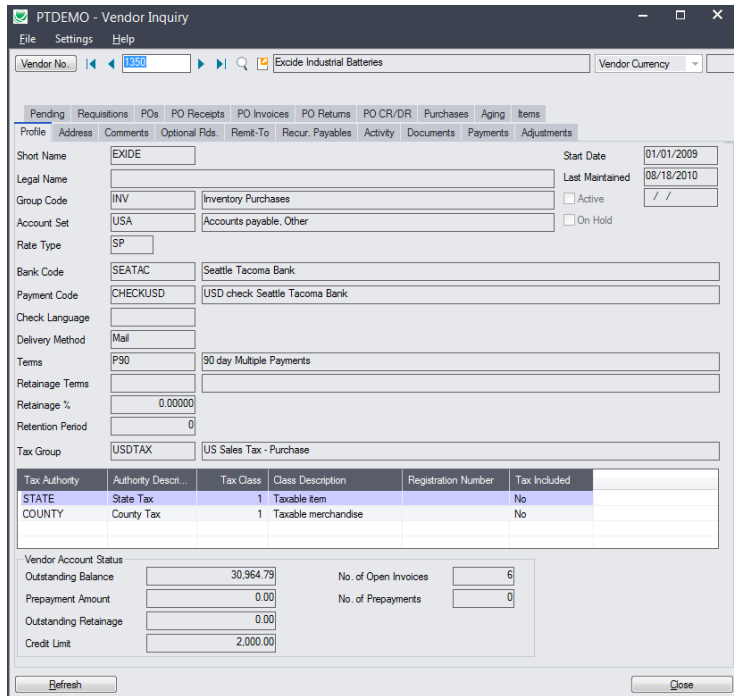 PTDEMO - Vendor Inquiry
File Settings Help
Vendor No. 1350 Excide Industrial Batteries Vendor Currency
Pending Requisitions POs PO Receipts PO Invoices PO Returns PO CR/DR Purchases Aging Items
Profile Address Comments Optional Flds. Remit-To Recur. Payables Activity Documents Payments Adjustments
Short Name EXIDE Start Date 01/01/2009
Legal Name Last Maintained 08/18/2010
Group Code INV Inventory Purchases Active / /
Account Set USA Accounts payable, Other On Hold
Rate Type SP
Bank Code SEATAC Seattle Tacoma Bank
Payment Code CHECKUSD USD check Seattle Tacoma Bank
Check Language
Delivery Method Mail
Terms P90 90 day Multiple Payments
Retainage Terms
Retainage % 0.00000
Retention Period 0
Tax Group USDTAX US Sales Tax - Purchase
Tax Authority Authority Descri... Tax Class Class Description Registration Number Tax Included
STATE State Tax 1 Taxable item No
COUNTY County Tax 1 Taxable merchandise No
Vendor Account Status
Outstanding Balance 30,964.79 No. of Open Invoices 6
Prepayment Amount 0.00 No. of Prepayments 0
Outstanding Retainage 0.00
Credit Limit 2,000.00
Refresh Close